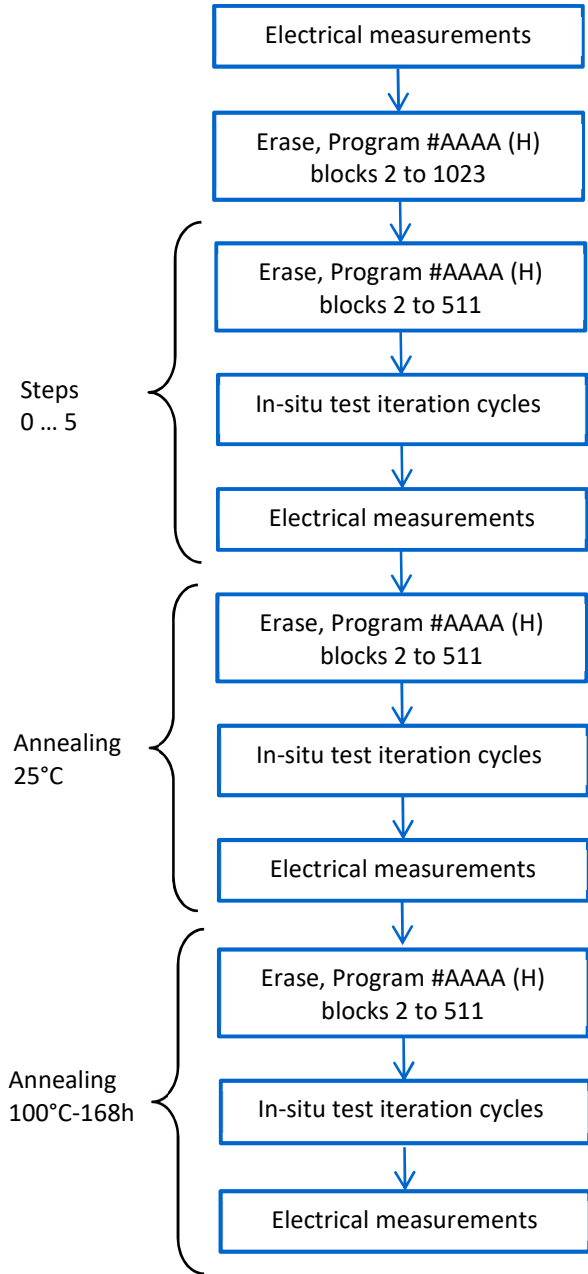 Electrical measurements
Erase, Program #AAAA (H)
blocks 2 to 1023
Steps
0 ... 5
Erase, Program #AAAA (H)
blocks 2 to 511
In-situ test iteration cycles
Electrical measurements
Annealing
25°C
Erase, Program #AAAA (H)
blocks 2 to 511
In-situ test iteration cycles
Electrical measurements
Annealing
100°C-168h
Erase, Program #AAAA (H)
blocks 2 to 511
In-situ test iteration cycles
Electrical measurements